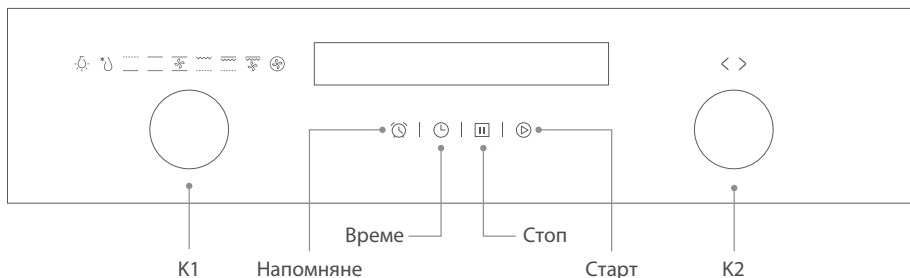 Време
Стоп
K1
Напомняне
Старт
K2